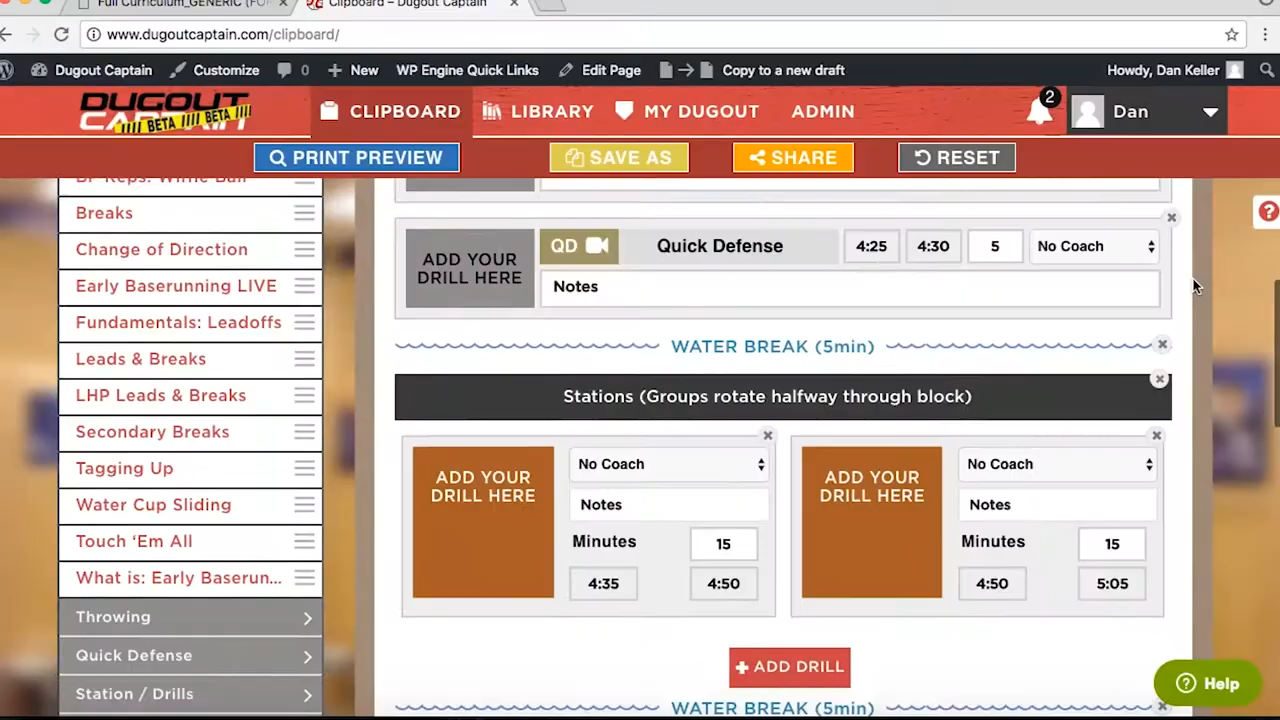 Full Curriculum_GENERIC (FOR
Clipboard – Dugout Captain
www.dugoutcaptain.com/clipboard/
Dugout Captain
Customize
0
New
WP Engine Quick Links
Edit Page
Copy to a new draft
Howdy, Dan Keller
DUGOUT CAPTAIN
BETA BETA
CLIPBOARD
LIBRARY
MY DUGOUT
ADMIN
2
Dan
PRINT PREVIEW
SAVE AS
SHARE
RESET
BP Reps: Wiffle Ball
Breaks
Change of Direction
Early Baserunning LIVE
Fundamentals: Leadoffs
Leads & Breaks
LHP Leads & Breaks
Secondary Breaks
Tagging Up
Water Cup Sliding
Touch ‘Em All
What is: Early Baserun...
Throwing
Quick Defense
Station / Drills
ADD YOUR
DRILL HERE
QD
Quick Defense
4:25
4:30
5
No Coach
Notes
WATER BREAK (5min)
Stations (Groups rotate halfway through block)
ADD YOUR
DRILL HERE
No Coach
Notes
Minutes
15
4:35
4:50
ADD YOUR
DRILL HERE
No Coach
Notes
Minutes
15
4:50
5:05
ADD DRILL
WATER BREAK (5min)
Help